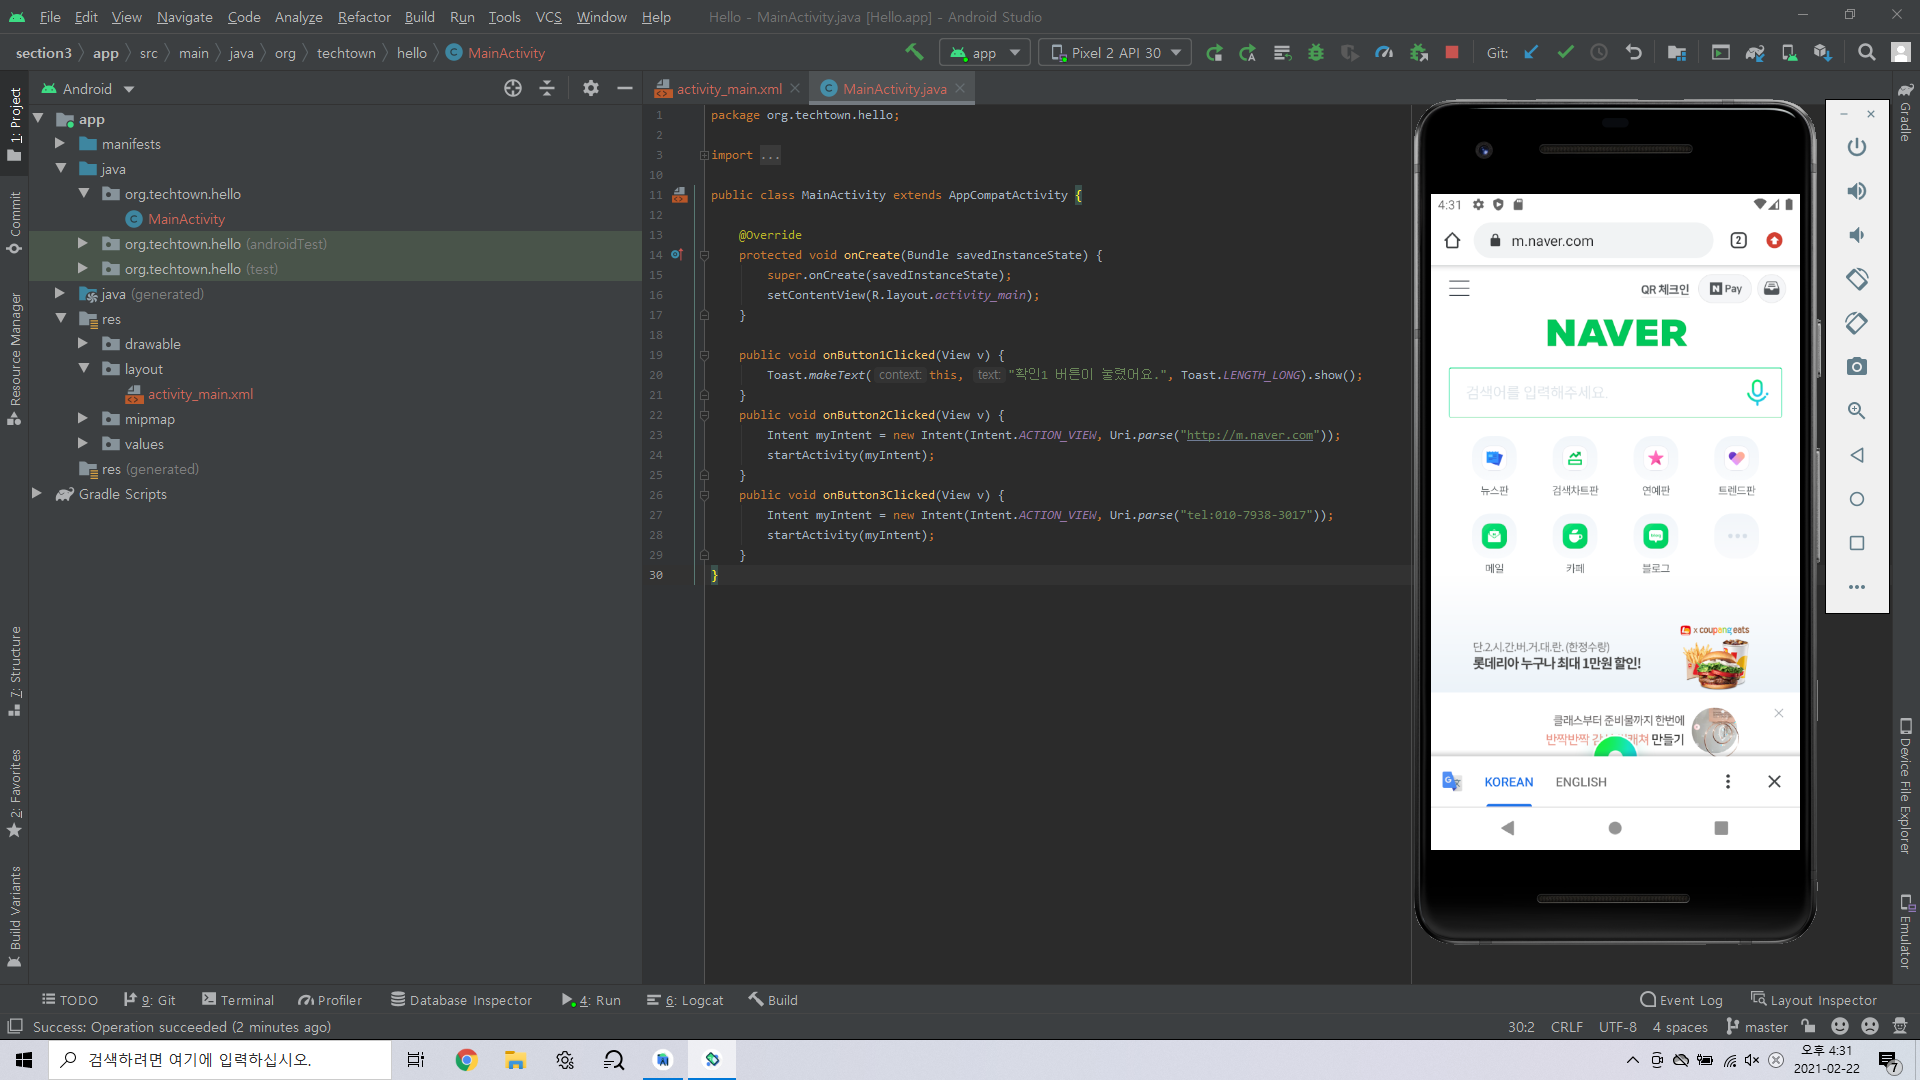 File Edit View Navigate Code Analyze Refactor Build Run Tools VCS Window Help Hello - MainActivity.java [Hello.app] - Android Studio
section3 app src main java org techtown hello MainActivity app Pixel 2 API 30 Git:
1: Project
Commit
Resource Manager
7: Structure
2: Favorites
Build Variants
Android
app
manifests
java
org.techtown.hello
MainActivity
org.techtown.hello (androidTest)
org.techtown.hello (test)
java (generated)
res
drawable
layout
activity_main.xml
mipmap
values
res (generated)
Gradle Scripts
activity_main.xml MainActivity.java
1 package org.techtown.hello;
2
3 import ...
10
11 public class MainActivity extends AppCompatActivity {
12
13 @Override
14 protected void onCreate(Bundle savedInstanceState) {
15 super.onCreate(savedInstanceState);
16 setContentView(R.layout.activity_main);
17 }
18
19 public void onButton1Clicked(View v) {
20 Toast.makeText( context: this, text: "확인1 버튼이 눌렸어요.", Toast.LENGTH_LONG).show();
21 }
22 public void onButton2Clicked(View v) {
23 Intent myIntent = new Intent(Intent.ACTION_VIEW, Uri.parse("http://m.naver.com"));
24 startActivity(myIntent);
25 }
26 public void onButton3Clicked(View v) {
27 Intent myIntent = new Intent(Intent.ACTION_VIEW, Uri.parse("tel:010-7938-3017"));
28 startActivity(myIntent);
29 }
30 }
4:31
m.naver.com 2
QR 체크인 N Pay
NAVER
검색어를 입력해주세요.
뉴스판 검색차트판 연예판 트렌드판
메일 카페 블로그
x coupang eats
단.2.시.간.버.거.대.란. (한정수량)
롯데리아 누구나 최대 1만원 할인!
클래스부터 준비물까지 한번에
반짝반짝 만들기
KOREAN ENGLISH
Gradle
Device File Explorer
Emulator
TODO 9: Git Terminal Profiler Database Inspector 4: Run 6: Logcat Build Event Log Layout Inspector
Success: Operation succeeded (2 minutes ago) 30:2 CRLF UTF-8 4 spaces master
검색하려면 여기에 입력하십시오.
오후 4:31
2021-02-22
7